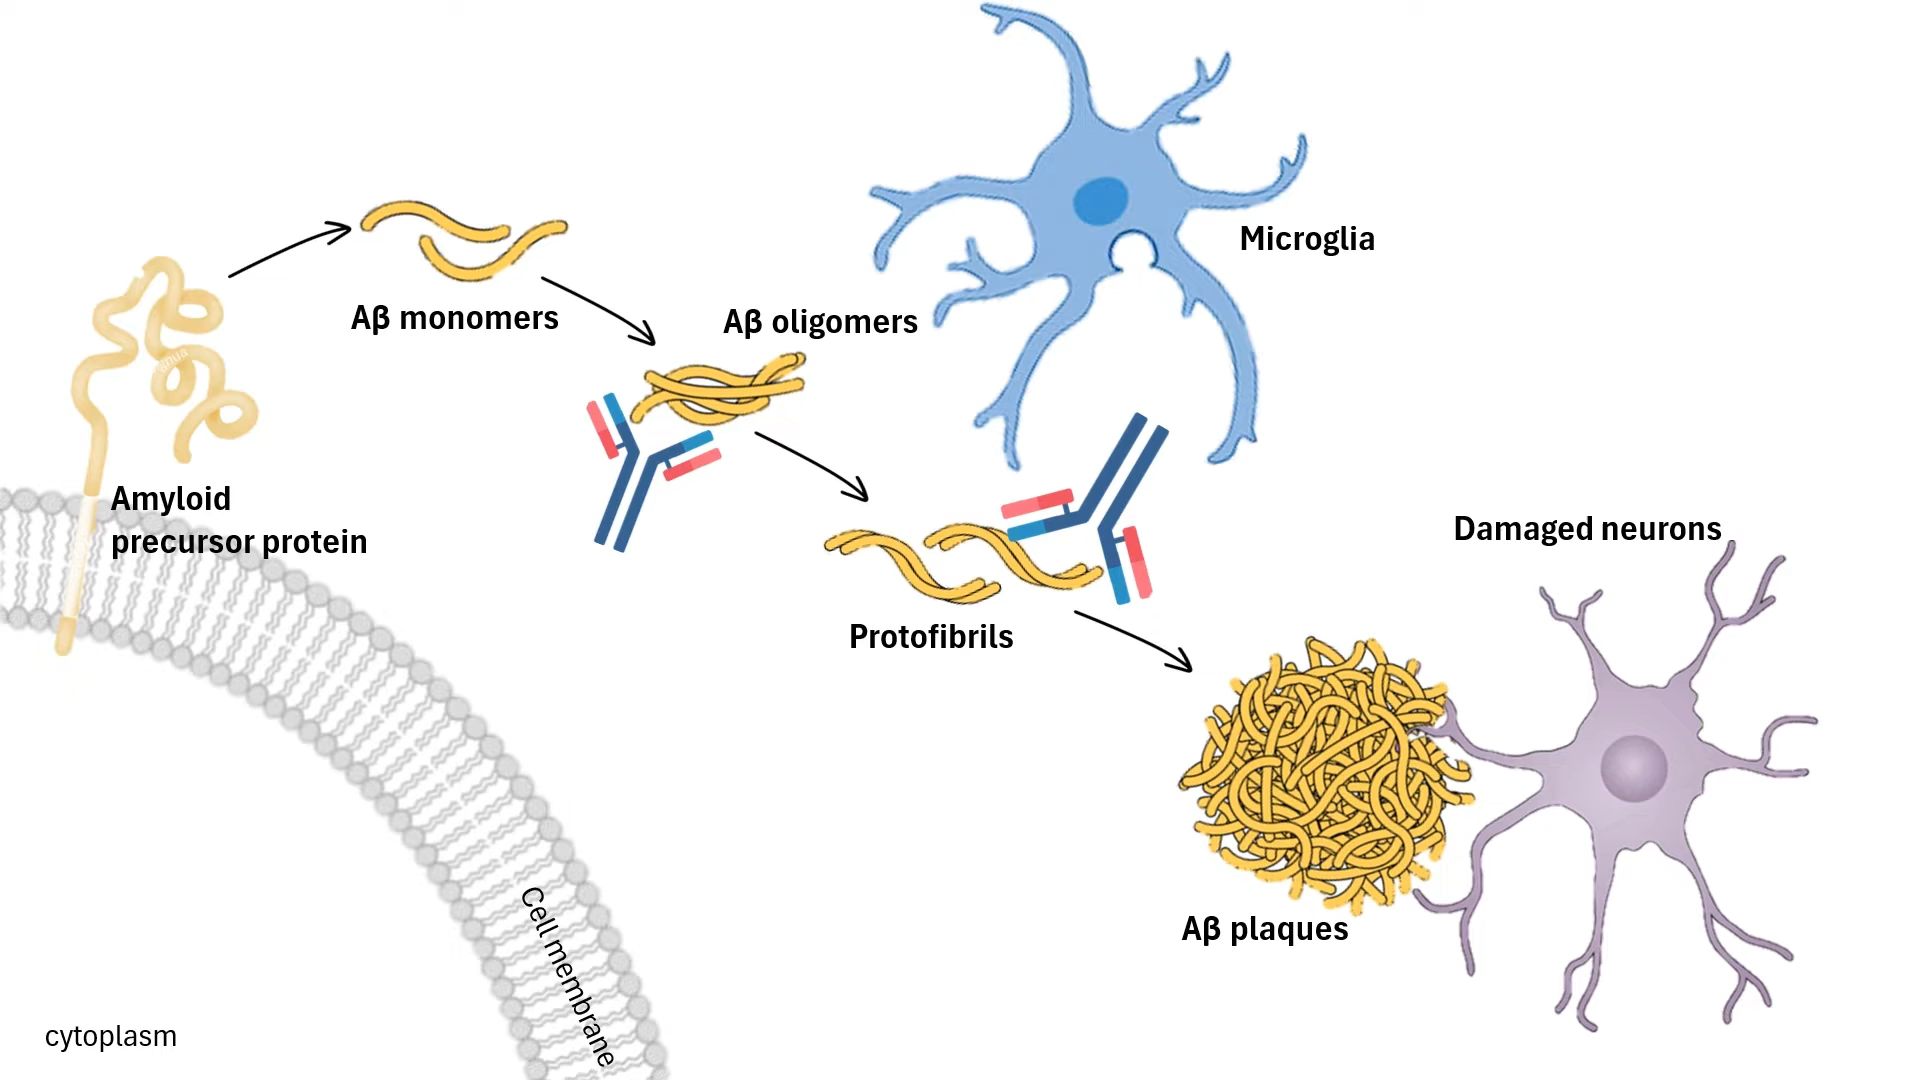 Microglia
Aβ monomers
Aβ oligomers
Amyloid
precursor protein
Damaged neurons
Protofibrils
Aβ plaques
Cell membrane
cytoplasm